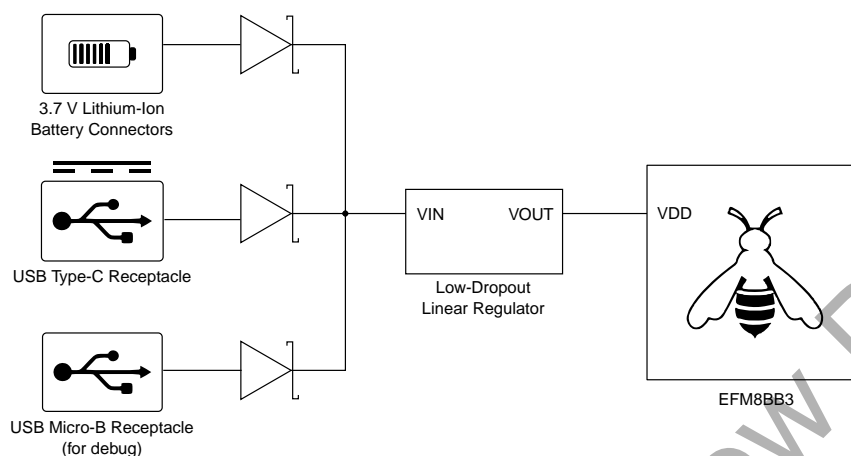 3.7 V Lithium-Ion
Battery Connectors
USB Type-C Receptacle
USB Micro-B Receptacle
(for debug)
VIN
VOUT
Low-Dropout
Linear Regulator
VDD
EFM8BB3